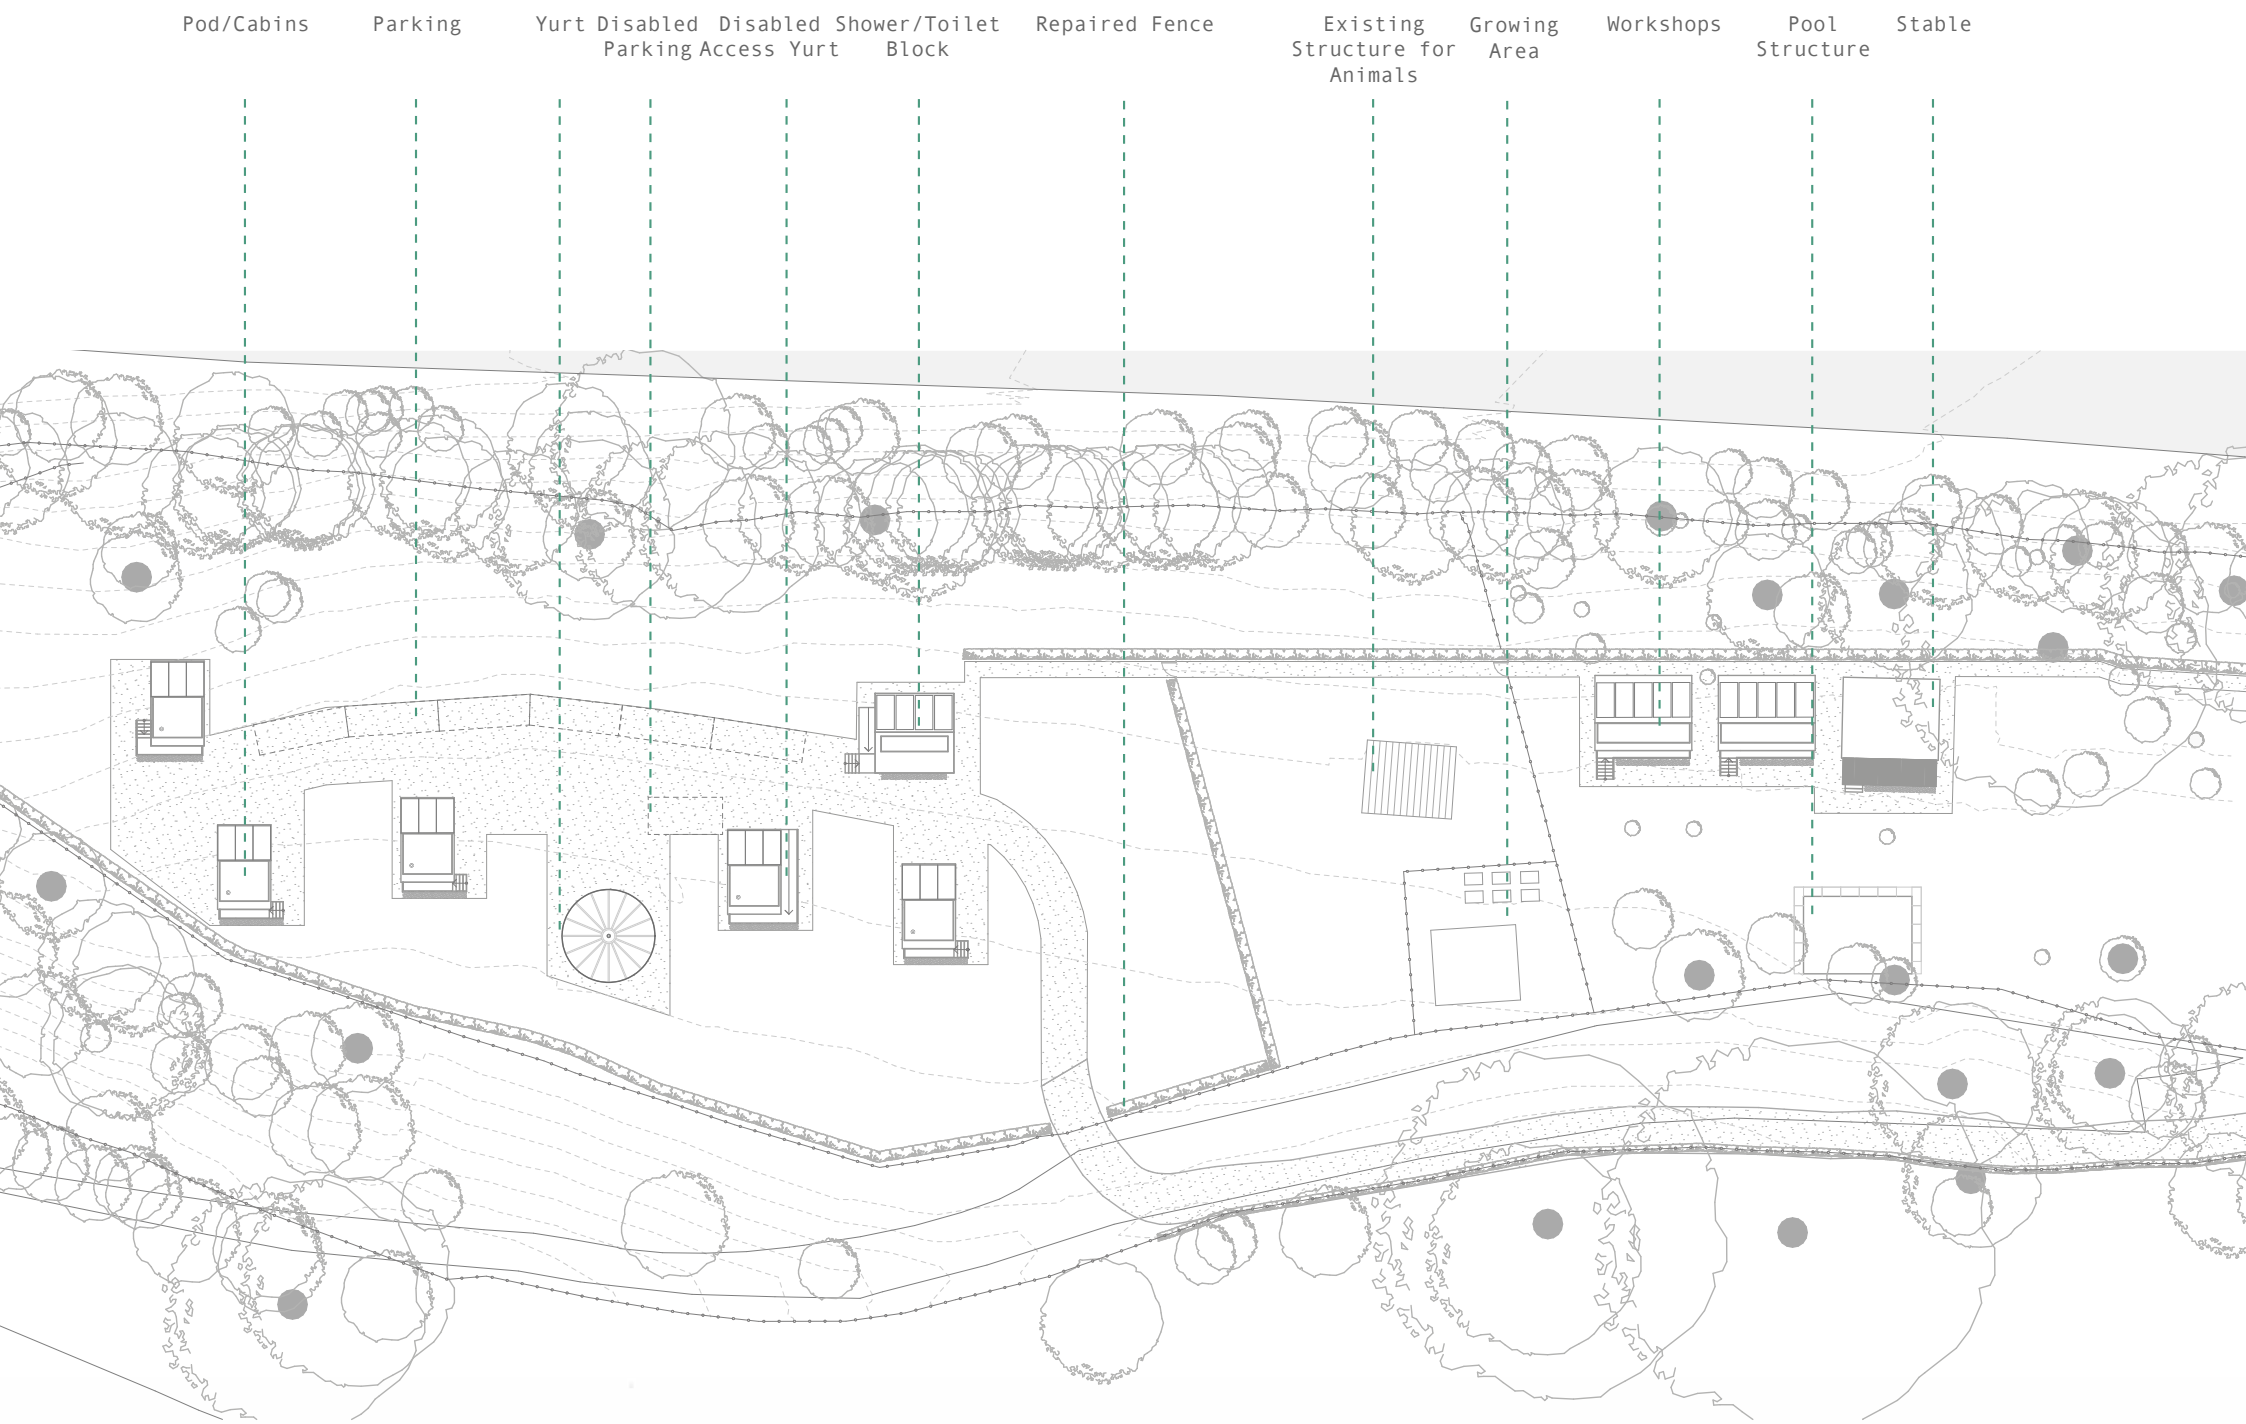 Pod/Cabins
Parking
Yurt
Disabled
Parking
Disabled
Access Yurt
Shower/Toilet
Block
Repaired Fence
Existing
Structure for
Animals
Growing
Area
Workshops
Pool
Structure
Stable